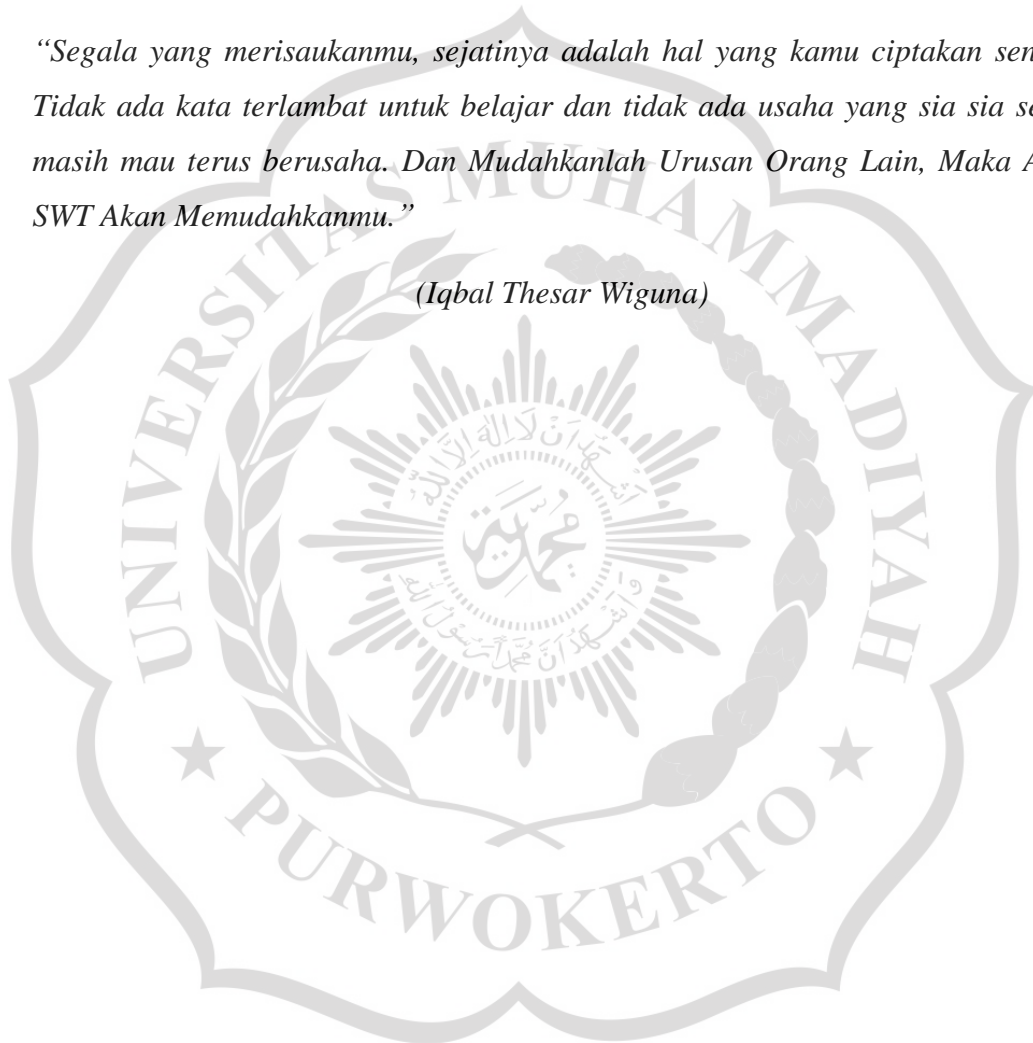 “Segala yang merisaukanmu, sejatinya adalah hal yang kamu ciptakan
Tidak ada kata terlambat untuk belajar dan tidak ada usaha yang sia sia
masih mau terus berusaha. Dan Mudahkanlah Urusan Orang Lain, Maka
SWT Akan Memudahkanmu.”
(Iqbal Thesar Wiguna)
UNIVERSITAS MUHAMMADIYAH
اَشْهَدُ اَنْ لَا اِلٰهَ اِلَّا اللّٰه
مُحَمَّدِيَّة
وَاَشْهَدُ اَنَّ مُحَمَّدًا رَسُوْلُ اللّٰه
PURWOKERTO